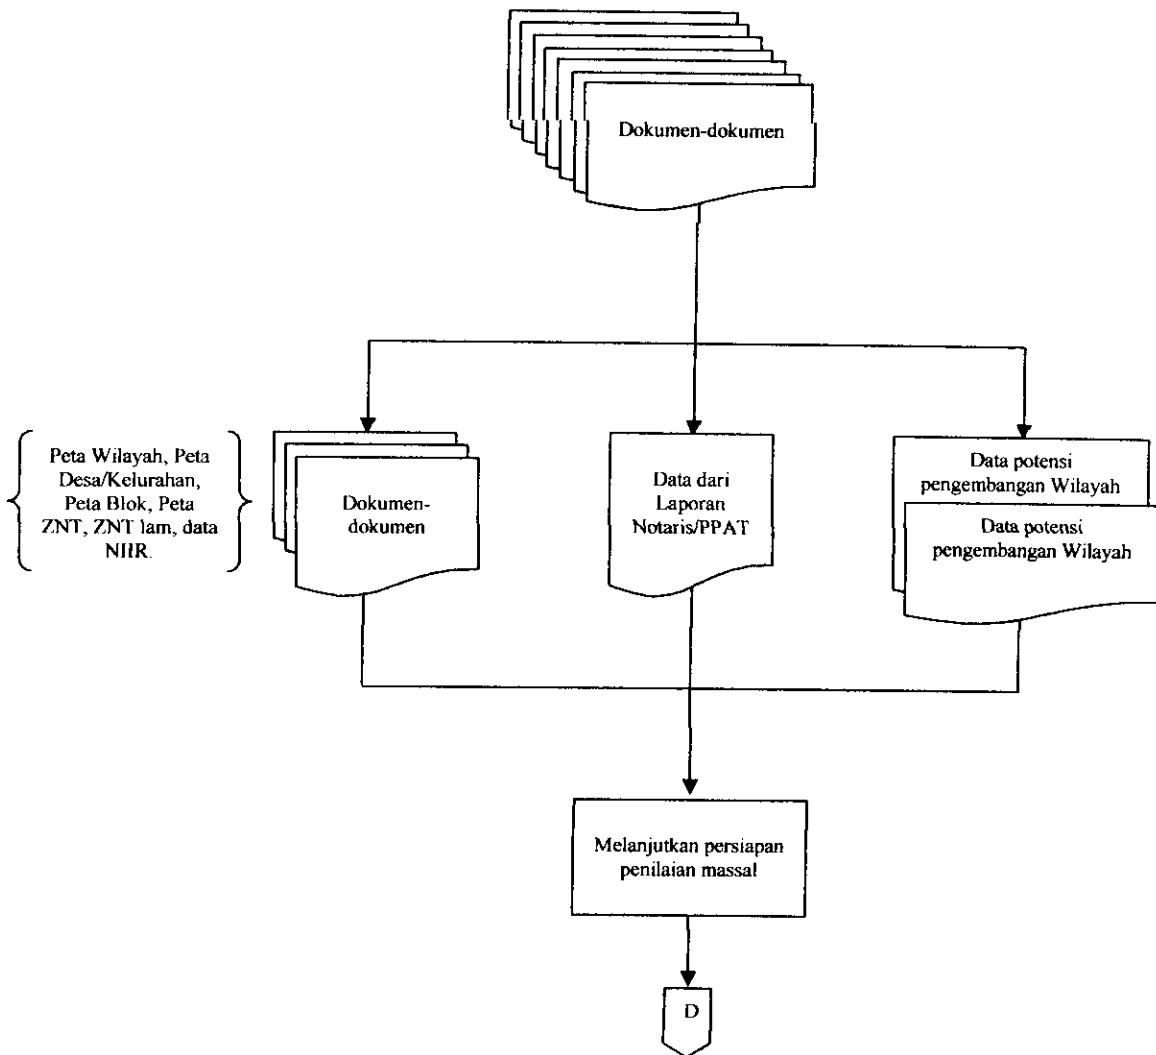 Dokumen-dokumen
Peta Wilayah, Peta
Desa/Kelurahan,
Peta Blok, Peta
ZNT, ZNT lam, data
NIIR.
Dokumen-
dokumen
Data dari
Laporan
Notaris/PPAT
Data potensi
pengembangan Wilayah
Data potensi
pengembangan Wilayah
Melanjutkan persiapan
penilaian massal
D